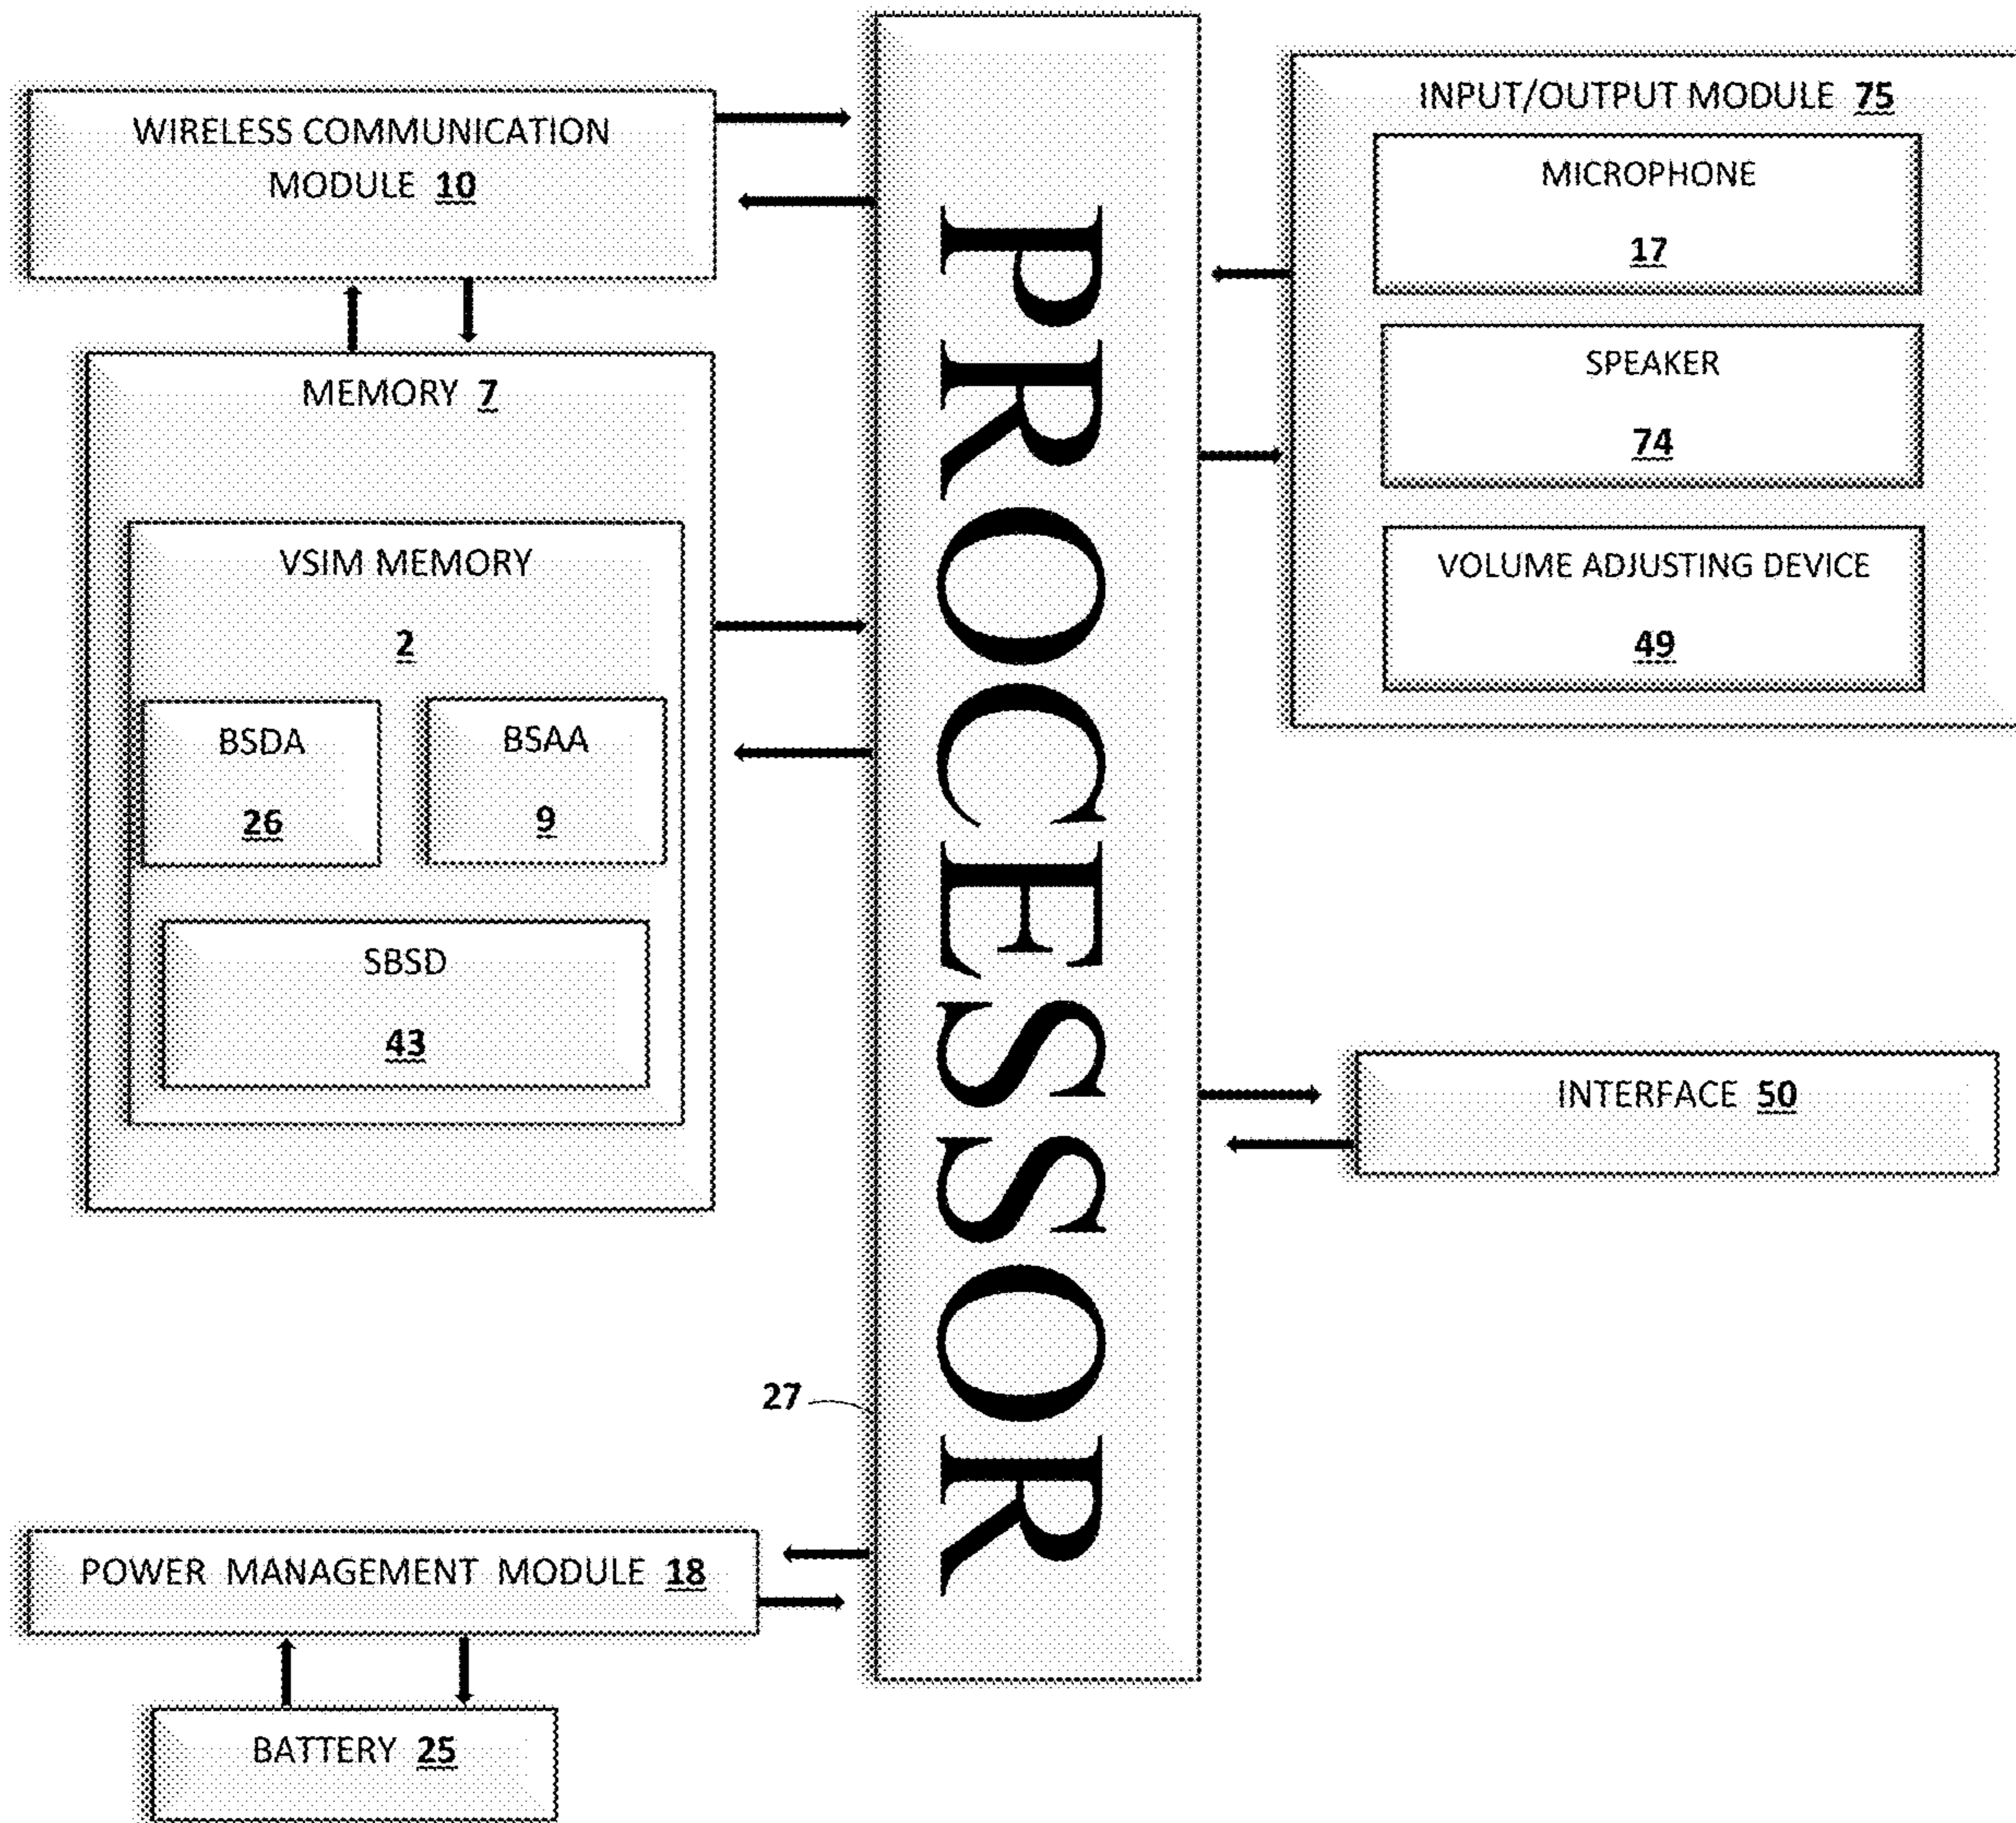 WIRELESS COMMUNICATION
MODULE 10
MEMORY 7
VSIM MEMORY
2
BSDA
26
BSAA
9
SBSD
43
27
POWER MANAGEMENT MODULE 18
BATTERY 25
PROCESSOR
INPUT/OUTPUT MODULE 75
MICROPHONE
17
SPEAKER
74
VOLUME ADJUSTING DEVICE
49
INTERFACE 50